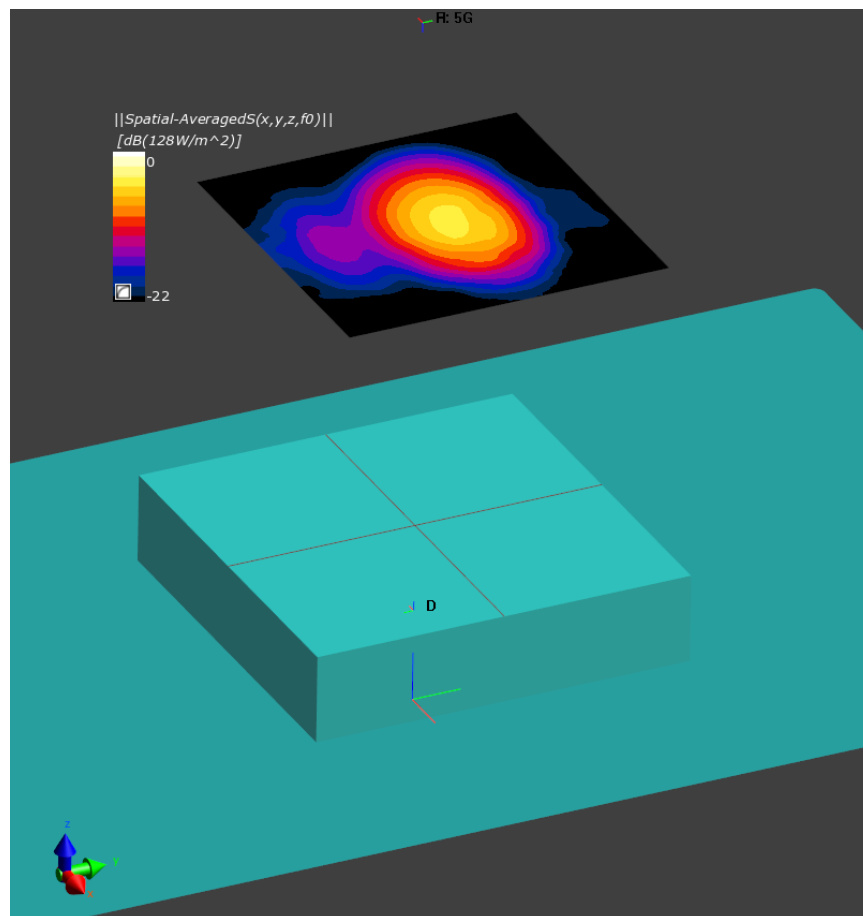 R: 5G
||Spatial-AveragedS(x,y,z,f0)||
[dB(128W/m^2)]
0
-22
D
z
y
x